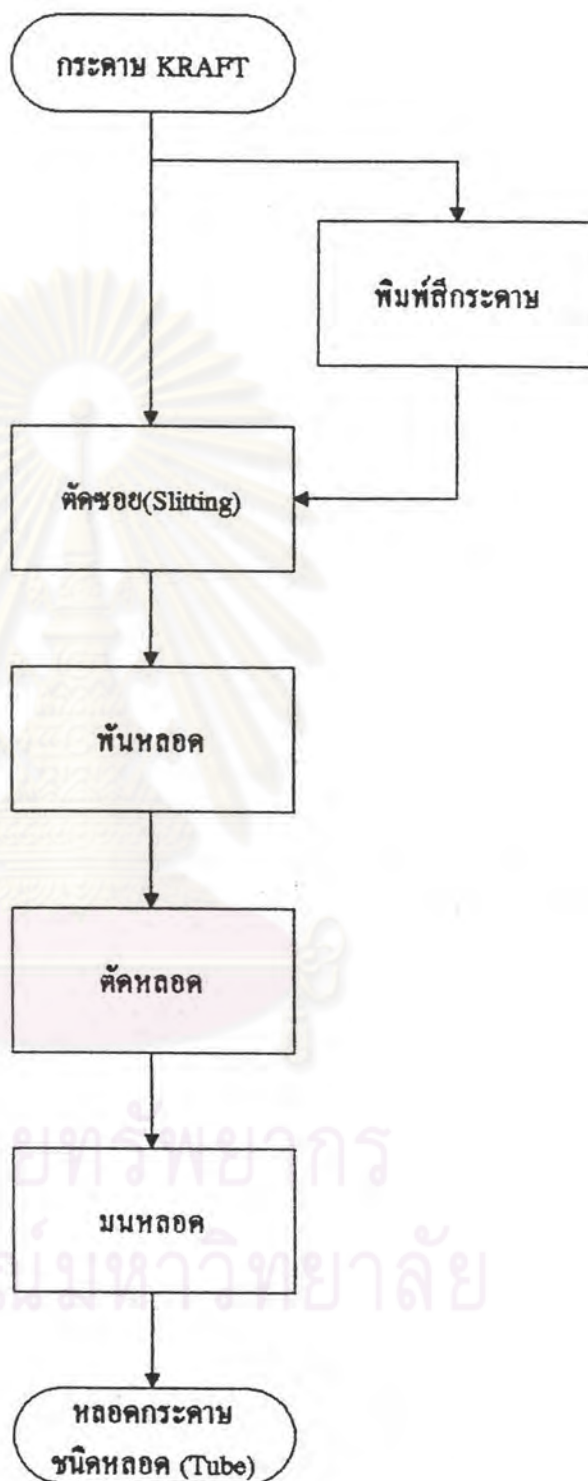 กระดาษ KRAFT
พิมพ์สีกระดาษ
ตัดซอย(Slitting)
พันหลอด
ตัดหลอด
มนหลอด
หลอดกระดาษ
ชนิดหลอด (Tube)